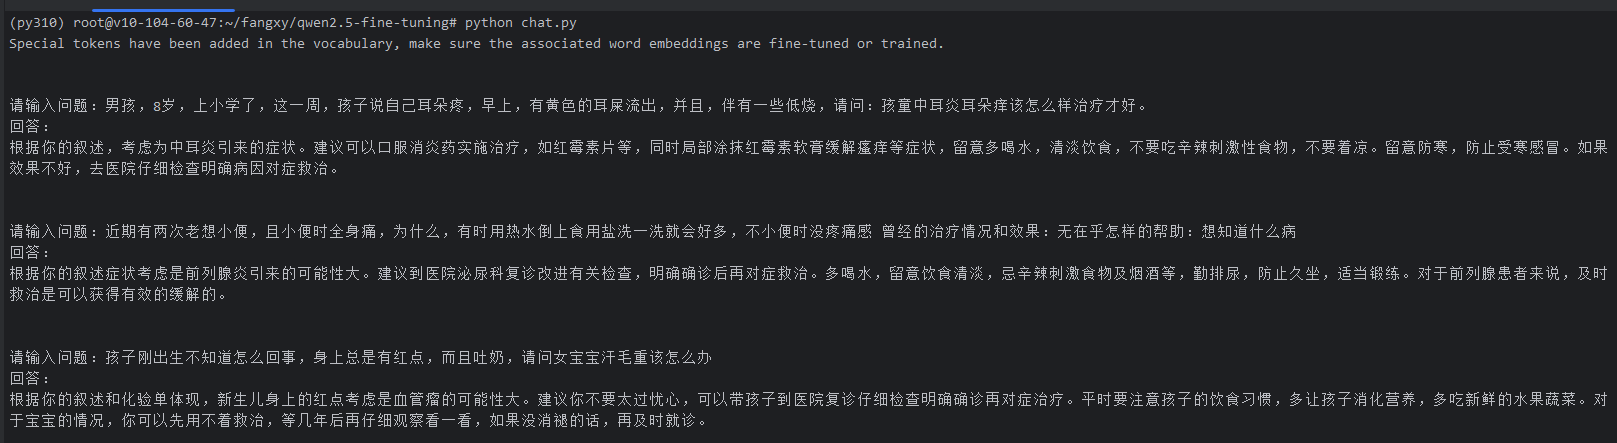 (py310) root@v10-104-60-47:~/fangxy/qwen2.5-fine-tuning# python chat.py
Special tokens have been added in the vocabulary, make sure the associated word embeddings are fine-tuned or trained.
请输入问题：男孩，8岁，上小学了，这一周，孩子说自己耳朵疼，早上，有黄色的耳屎流出，并且，伴有一些低烧，请问：孩童中耳炎耳朵痒该怎么样治疗才好。
回答：
根据你的叙述，考虑为中耳炎引来的症状。建议可以口服消炎药实施治疗，如红霉素片等，同时局部涂抹红霉素软膏缓解瘙痒等症状，留意多喝水，清淡饮食，不要吃辛辣刺激性食物，不要着凉。留意防寒，防止受寒感冒。如果
效果不好，去医院仔细检查明确病因对症救治。
请输入问题：近期有两次老想小便，且小便时全身痛，为什么，有时用热水倒上食用盐洗一洗就会好多，不小便时没疼痛感 曾经的治疗情况和效果：无在乎怎样的帮助：想知道什么病
回答：
根据你的叙述症状考虑是前列腺炎引来的可能性大。建议到医院泌尿科复诊改进有关检查，明确确诊后再对症救治。多喝水，留意饮食清淡，忌辛辣刺激食物及烟酒等，勤排尿，防止久坐，适当锻练。对于前列腺患者来说，及时
救治是可以获得有效的缓解的。
请输入问题：孩子刚出生不知道怎么回事，身上总是有红点，而且吐奶，请问女宝宝汗毛重该怎么办
回答：
根据你的叙述和化验单体现，新生儿身上的红点考虑是血管瘤的可能性大。建议你不要太过忧心，可以带孩子到医院复诊仔细检查明确确诊再对症治疗。平时要注意孩子的饮食习惯，多让孩子消化营养，多吃新鲜的水果蔬菜。对
于宝宝的情况，你可以先用不着救治，等几年后再仔细观察看一看，如果没消褪的话，再及时就诊。